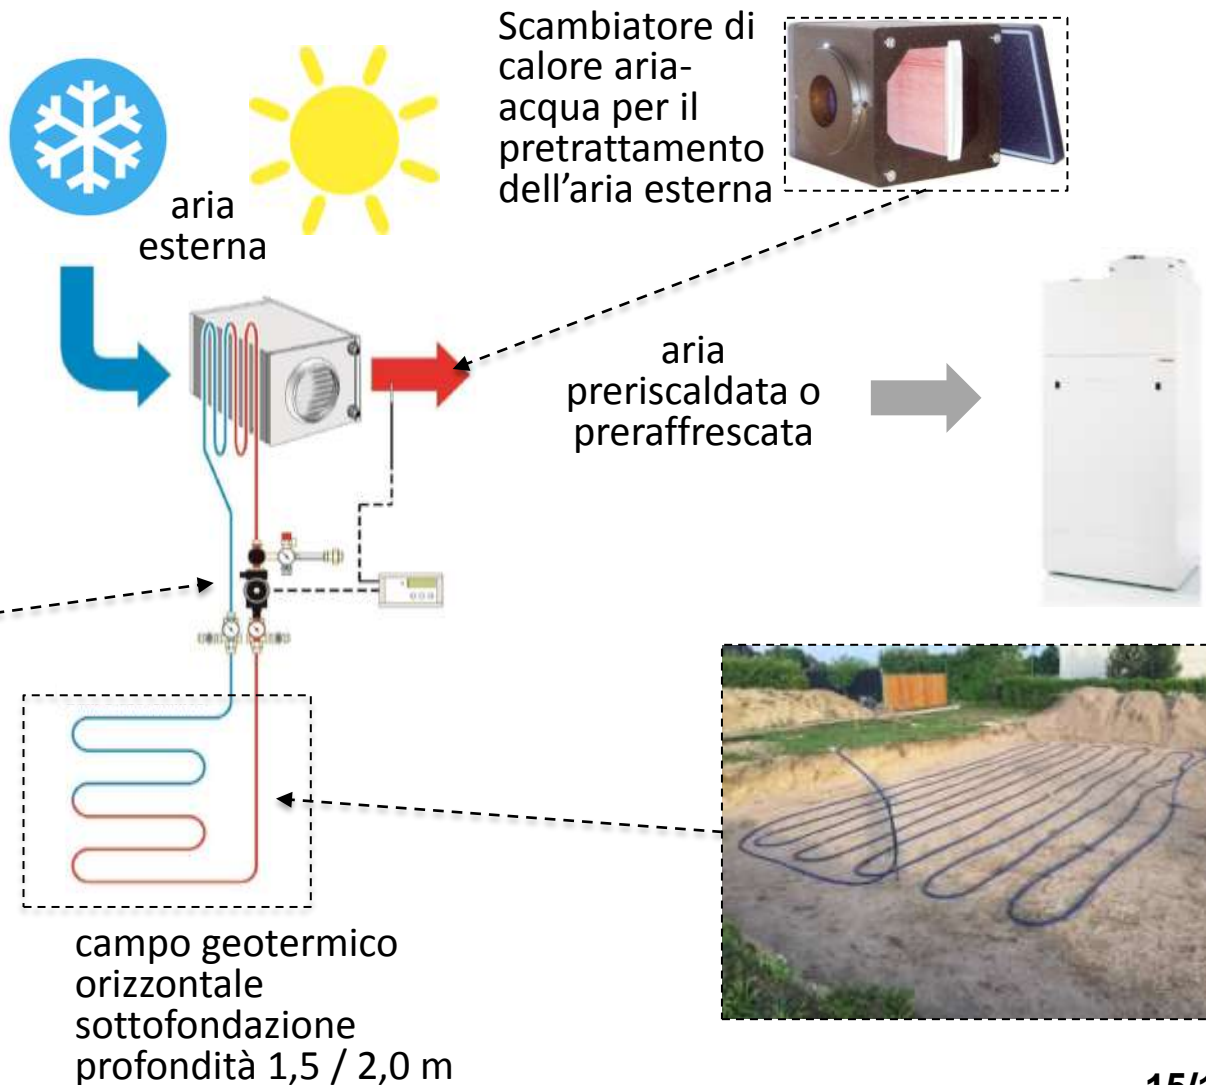 Scambiatore di
calore aria-
acqua per il
pretrattamento
dell’aria esterna
aria
esterna
aria
preriscaldata o
preraffrescata
campo geotermico
orizzontale
sottofondazione
profondità 1,5 / 2,0 m